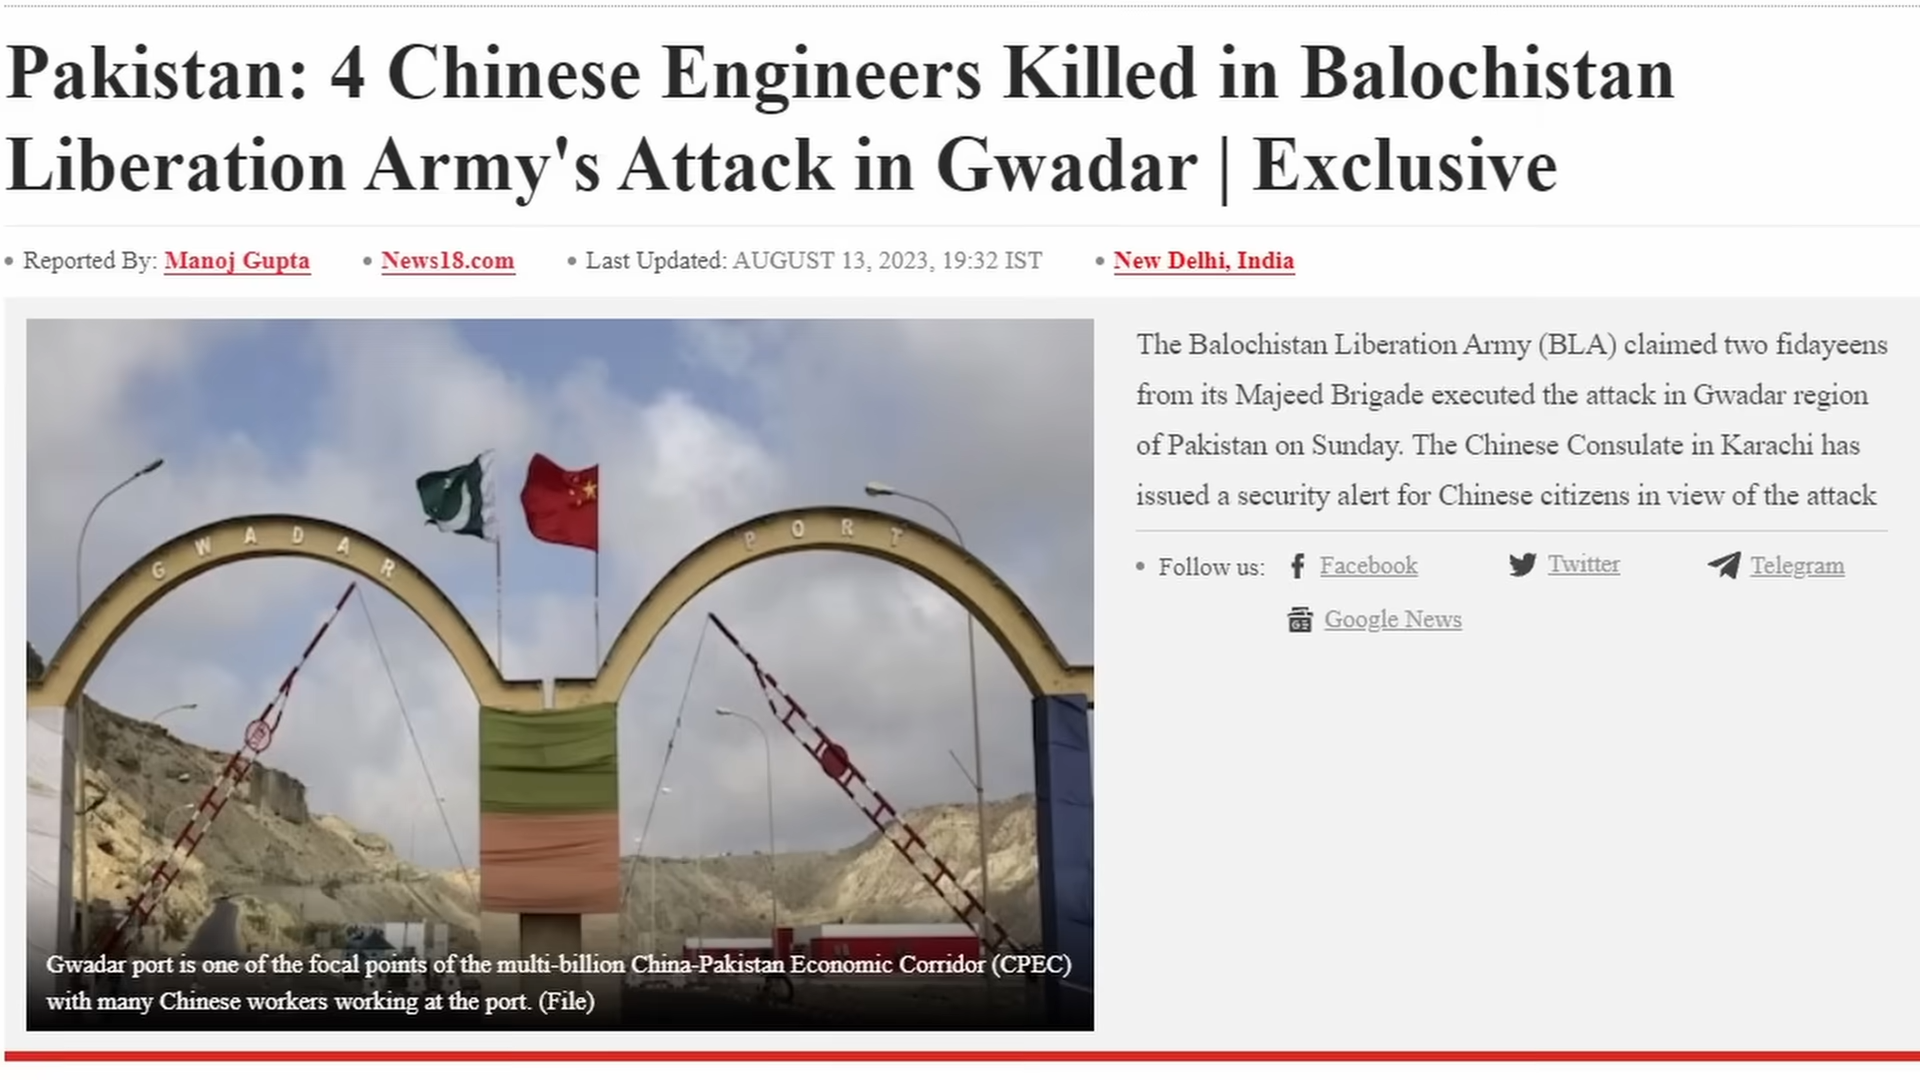 Pakistan: 4 Chinese Engineers Killed in Balochistan
Liberation Army's Attack in Gwadar | Exclusive
• Reported By: Manoj Gupta • News18.com • Last Updated: AUGUST 13, 2023, 19:32 IST • New Delhi, India
GWADAR PORT
Gwadar port is one of the focal points of the multi-billion China-Pakistan Economic Corridor (CPEC)
with many Chinese workers working at the port. (File)
The Balochistan Liberation Army (BLA) claimed two fidayeens
from its Majeed Brigade executed the attack in Gwadar region
of Pakistan on Sunday. The Chinese Consulate in Karachi has
issued a security alert for Chinese citizens in view of the attack
• Follow us: Facebook Twitter Telegram
Google News